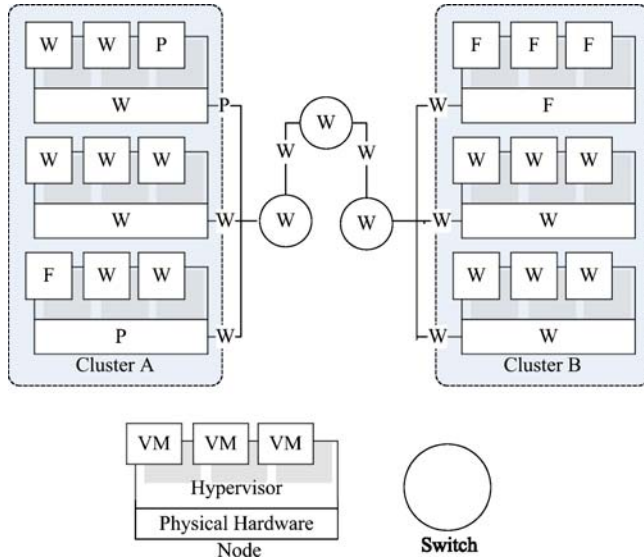 W W P F F F
W W
W F
P W
W W
W W W W W W
W W W W
W W
F W W W W W
P W
W W
Cluster A Cluster B
VM VM VM
Hypervisor
Physical Hardware
Node
Switch